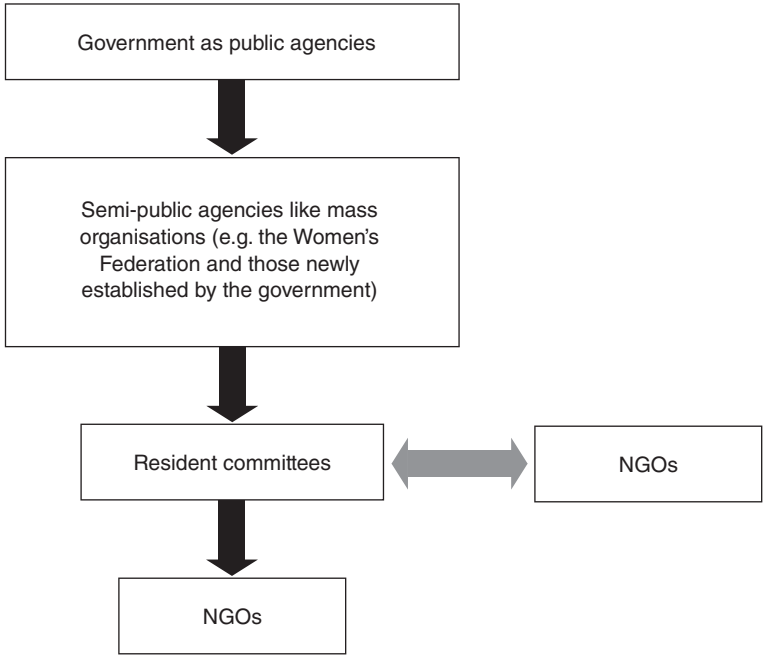 Government as public agencies
Semi-public agencies like mass
organisations (e.g. the Women’s
Federation and those newly
established by the government)
Resident committees
NGOs
NGOs